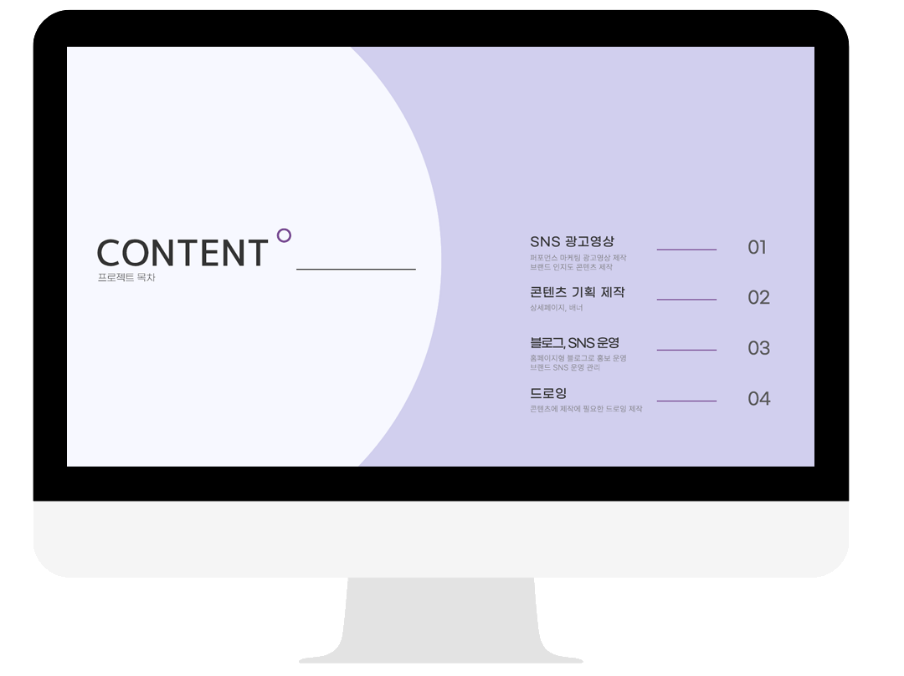 CONTENT
프로젝트 목차
SNS 광고영상
01
퍼포먼스 마케팅 광고영상 제작
브랜드 인지도 콘텐츠 제작
콘텐츠 기획 제작
02
상세페이지, 배너
블로그, SNS 운영
03
홈페이지형 블로그로 홍보 운영
브랜드 SNS 운영 관리
드로잉
04
콘텐츠에 제작에 필요한 드로잉 제작